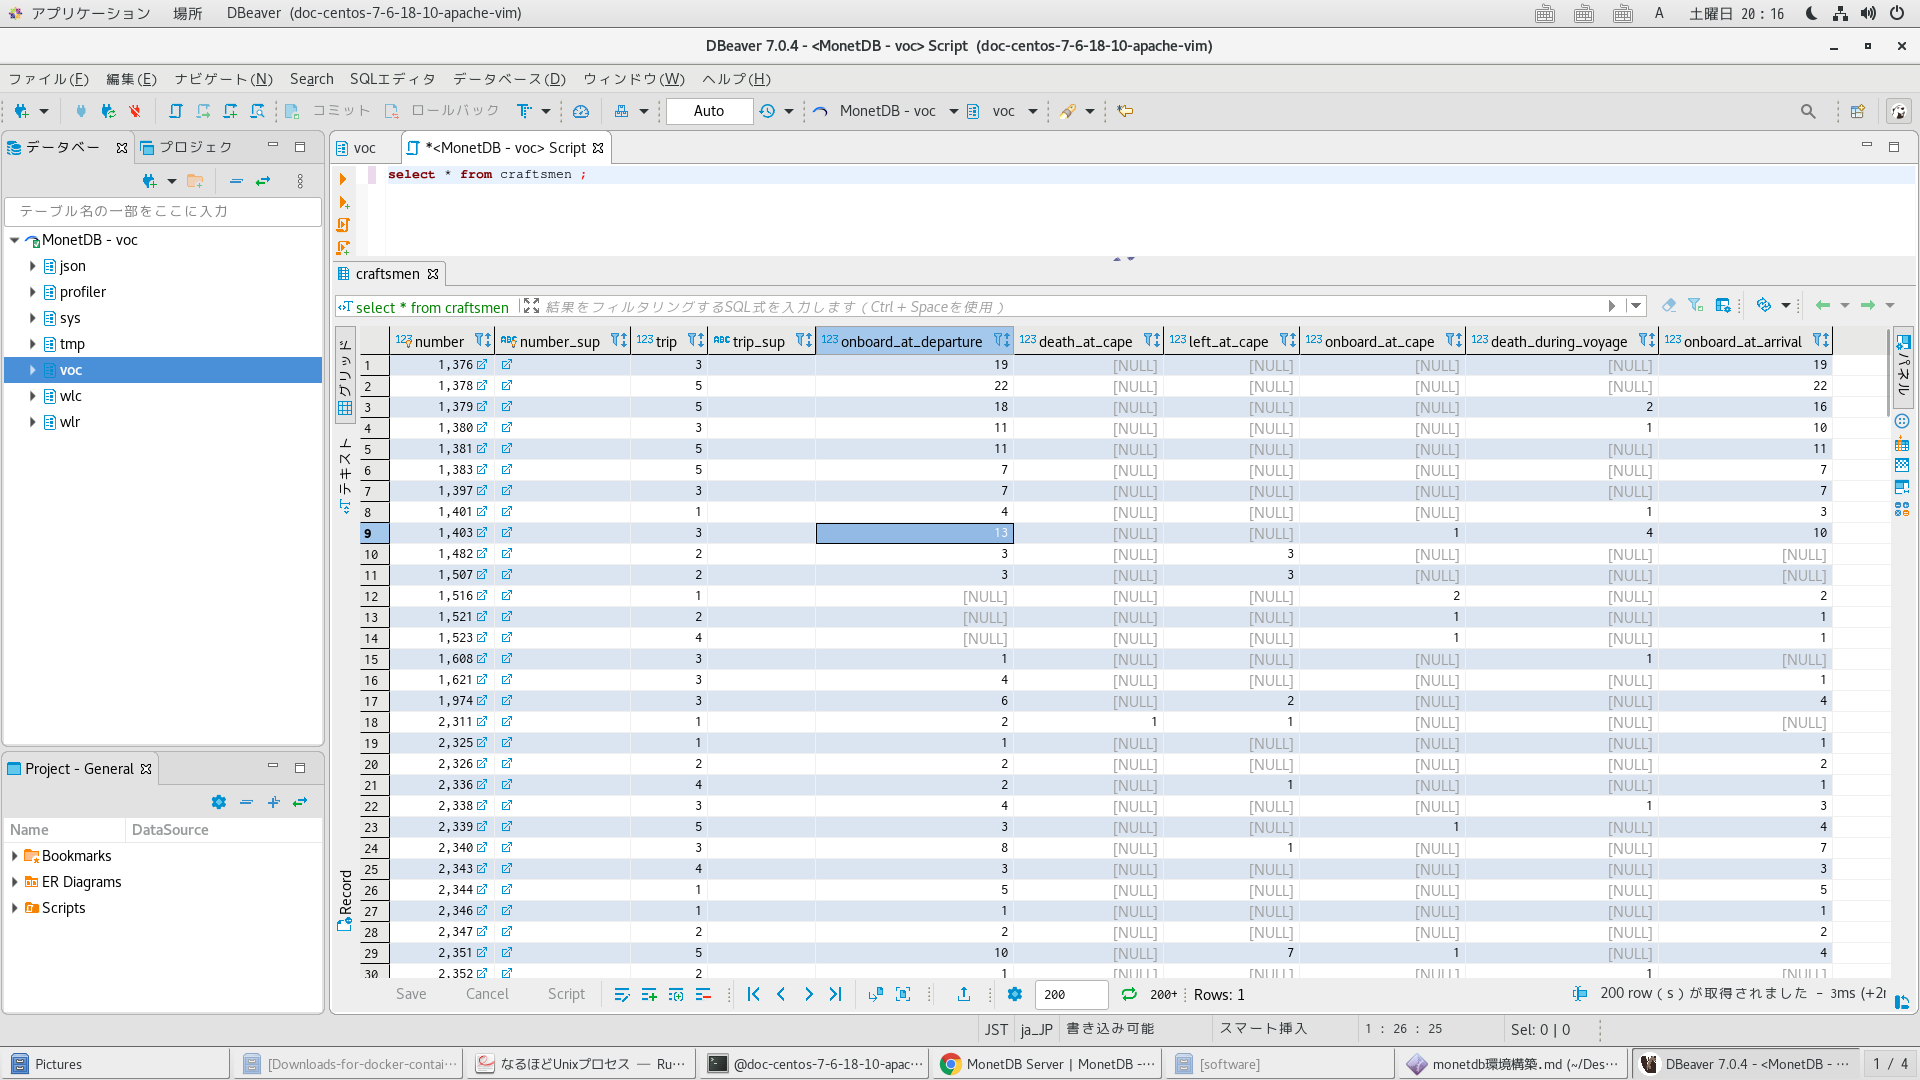 アプリケーション 場所 DBeaver (doc-centos-7-6-18-10-apache-vim) A 土曜日 20:16
DBeaver 7.0.4 - <MonetDB - voc> Script (doc-centos-7-6-18-10-apache-vim)
ファイル(F) 編集(E) ナビゲート(N) Search SQLエディタ データベース(D) ウィンドウ(W) ヘルプ(H)
コミット ロールバック Auto MonetDB - voc voc
データベー プロジェク
テーブル名の一部をここに入力
MonetDB - voc
json
profiler
sys
tmp
voc
wlc
wlr
Project - General
Name DataSource
Bookmarks
ER Diagrams
Scripts
voc *<MonetDB - voc> Script
select * from craftsmen ;
craftsmen
select * from craftsmen 結果をフィルタリングするSQL式を入力します ( Ctrl + Spaceを使用 )
グリッド
テキスト
Record
パネル
123 number ABC number_sup 123 trip ABC trip_sup 123 onboard_at_departure 123 death_at_cape 123 left_at_cape 123 onboard_at_cape 123 death_during_voyage 123 onboard_at_arrival
1 1,376 3 19 [NULL] [NULL] [NULL] [NULL] 19
2 1,378 5 22 [NULL] [NULL] [NULL] [NULL] 22
3 1,379 5 18 [NULL] [NULL] [NULL] 2 16
4 1,380 3 11 [NULL] [NULL] [NULL] 1 10
5 1,381 5 11 [NULL] [NULL] [NULL] [NULL] 11
6 1,383 5 7 [NULL] [NULL] [NULL] [NULL] 7
7 1,397 3 7 [NULL] [NULL] [NULL] [NULL] 7
8 1,401 1 4 [NULL] [NULL] [NULL] 1 3
9 1,403 3 13 [NULL] [NULL] 1 4 10
10 1,482 2 3 [NULL] 3 [NULL] [NULL] [NULL]
11 1,507 2 3 [NULL] 3 [NULL] [NULL] [NULL]
12 1,516 1 [NULL] [NULL] [NULL] 2 [NULL] 2
13 1,521 2 [NULL] [NULL] [NULL] 1 [NULL] 1
14 1,523 4 [NULL] [NULL] [NULL] 1 [NULL] 1
15 1,608 3 1 [NULL] [NULL] [NULL] 1 [NULL]
16 1,621 3 4 [NULL] [NULL] [NULL] [NULL] 1
17 1,974 3 6 [NULL] 2 [NULL] [NULL] 4
18 2,311 1 2 1 1 [NULL] [NULL] [NULL]
19 2,325 1 1 [NULL] [NULL] [NULL] [NULL] 1
20 2,326 2 2 [NULL] [NULL] [NULL] [NULL] 2
21 2,336 4 2 [NULL] 1 [NULL] [NULL] 1
22 2,338 3 4 [NULL] [NULL] [NULL] 1 3
23 2,339 5 3 [NULL] [NULL] 1 [NULL] 4
24 2,340 3 8 [NULL] 1 [NULL] [NULL] 7
25 2,343 4 3 [NULL] [NULL] [NULL] [NULL] 3
26 2,344 1 5 [NULL] [NULL] [NULL] [NULL] 5
27 2,346 1 1 [NULL] [NULL] [NULL] [NULL] 1
28 2,347 2 2 [NULL] [NULL] [NULL] [NULL] 2
29 2,351 5 10 [NULL] 7 1 [NULL] 4
30 2,352 2 1 [NULL] [NULL] [NULL] 1 [NULL]
Save Cancel Script 200 200+ Rows: 1 200 row(s)が取得されました - 3ms (+2
JST ja_JP 書き込み可能 スマート挿入 1 : 26 : 25 Sel: 0 | 0
Pictures [Downloads-for-docker-contai… なるほどUnixプロセス ― Ru… @doc-centos-7-6-18-10-apac… MonetDB Server | MonetDB -… [software] monetdb環境構築.md (~/Des… DBeaver 7.0.4 - <MonetDB - … 1 / 4